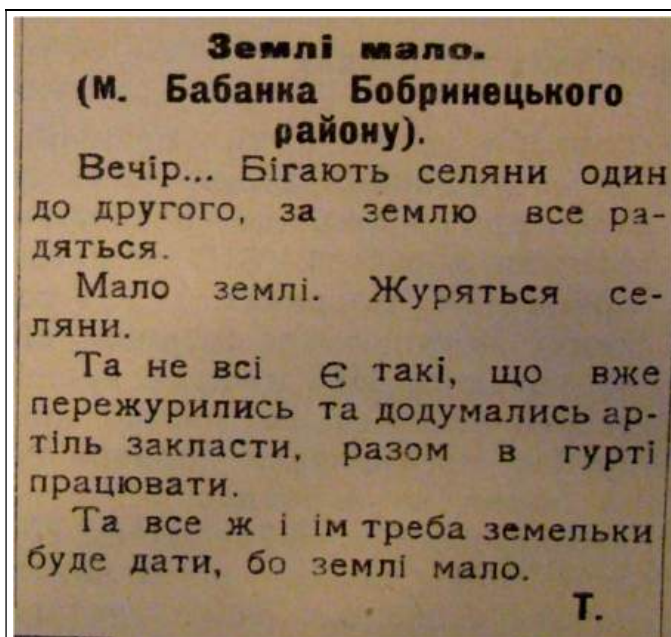 Землі мало.
(М. Бабанка Бобринецького
району).
Вечір... Бігають селяни один
до другого, за землю все ра-
дяться.
Мало землі. Журяться се-
ляни.
Та не всі є такі, що вже
пережурились та додумались ар-
тіль закласти, разом в гурті
працювати.
Та все ж і ім треба земельки
буде дати, бо землі мало.
Т.